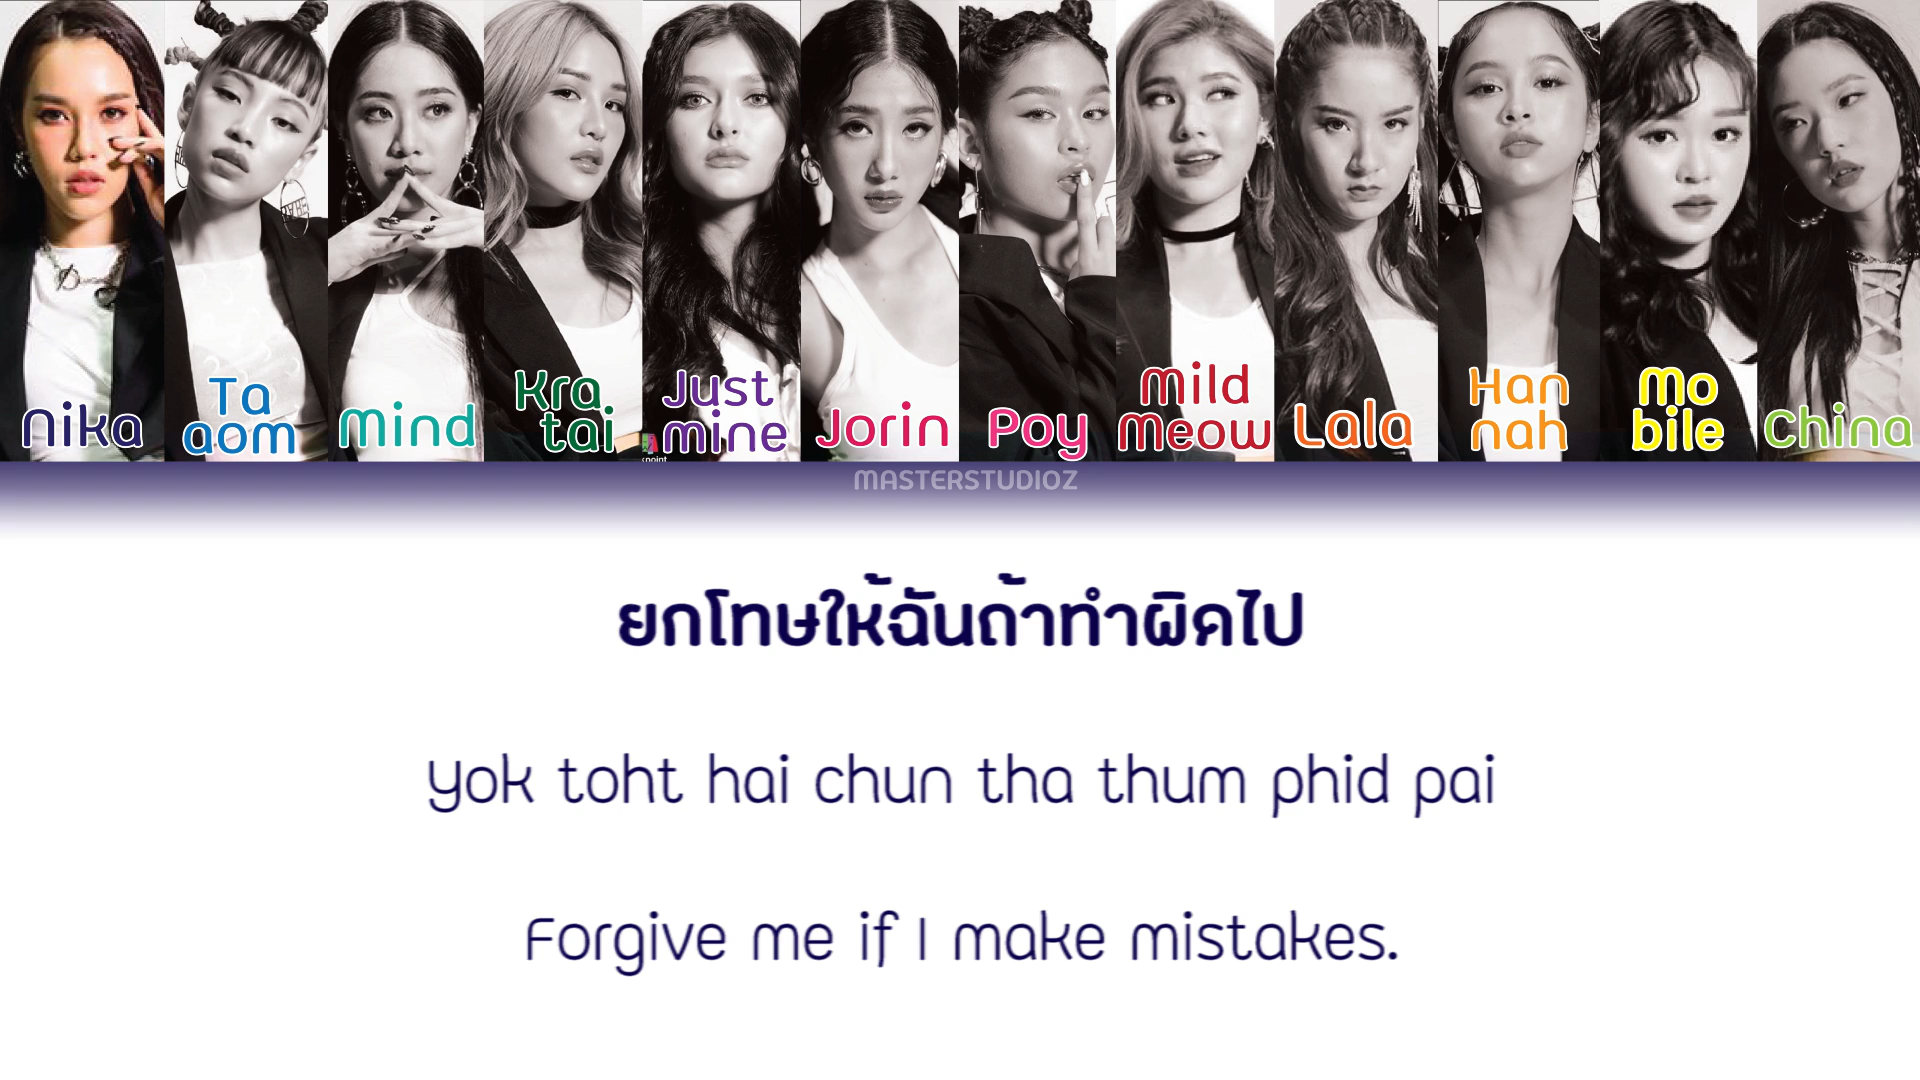 Nika
Ta
aom
Mind
Kra
tai
Just
mine
Jorin
Poy
Mild
Meow
Lala
Han
nah
Mo
bile
China
point
MASTERSTUDIOZ
ยกโทษให้ฉันถ้าทำผิดไป
Yok toht hai chun tha thum phid pai
Forgive me if I make mistakes.